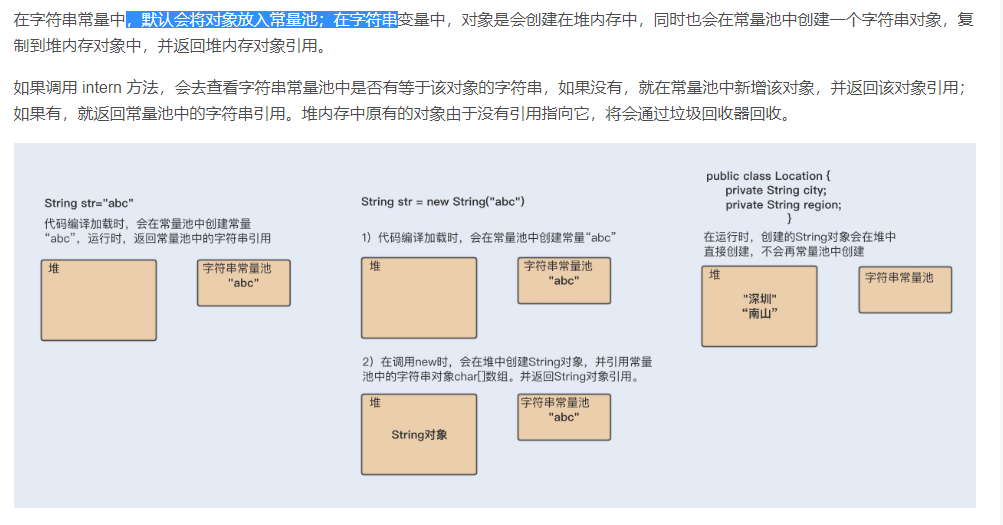 在字符串常量中，默认会将对象放入常量池；在字符串变量中，对象是会创建在堆内存中，同时也会在常量池中创建一个字符串对象，复
制到堆内存对象中，并返回堆内存对象引用。
如果调用 intern 方法，会去查看字符串常量池中是否有等于该对象的字符串，如果没有，就在常量池中新增该对象，并返回该对象引用；
如果有，就返回常量池中的字符串引用。堆内存中原有的对象由于没有引用指向它，将会通过垃圾回收器回收。
String str="abc"
代码编译加载时，会在常量池中创建常量
“abc”，运行时，返回常量池中的字符串引用
堆
字符串常量池
"abc"
String str = new String("abc")
1）代码编译加载时，会在常量池中创建常量“abc”
堆
字符串常量池
"abc"
2）在调用new时，会在堆中创建String对象，并引用常量
池中的字符串对象char[]数组。并返回String对象引用。
堆
String对象
字符串常量池
"abc"
public class Location {
private String city;
private String region;
}
在运行时，创建的String对象会在堆中
直接创建，不会再常量池中创建
堆
"深圳"
“南山”
字符串常量池